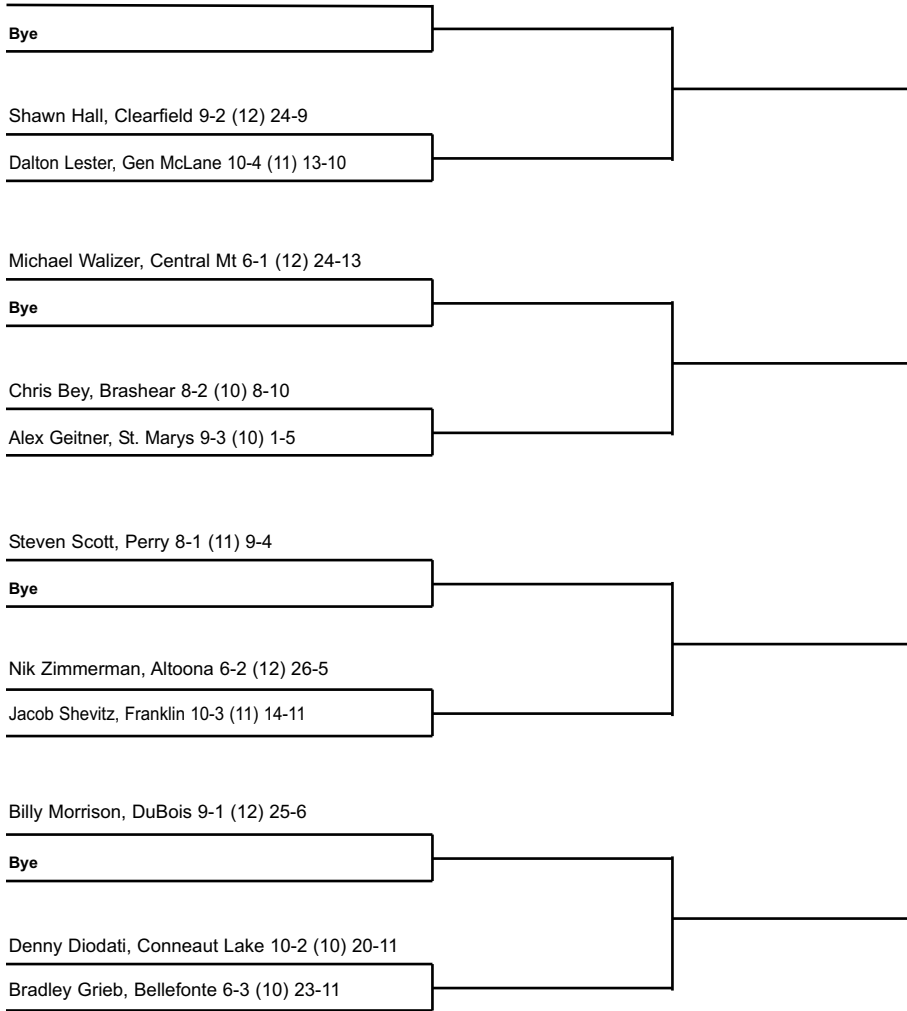 Bye
Shawn Hall, Clearfield 9-2 (12) 24-9
Dalton Lester, Gen McLane 10-4 (11) 13-10
Michael Walizer, Central Mt 6-1 (12) 24-13
Bye
Chris Bey, Brashear 8-2 (10) 8-10
Alex Geitner, St. Marys 9-3 (10) 1-5
Steven Scott, Perry 8-1 (11) 9-4
Bye
Nik Zimmerman, Altoona 6-2 (12) 26-5
Jacob Shevitz, Franklin 10-3 (11) 14-11
Billy Morrison, DuBois 9-1 (12) 25-6
Bye
Denny Diodati, Conneaut Lake 10-2 (10) 20-11
Bradley Grieb, Bellefonte 6-3 (10) 23-11